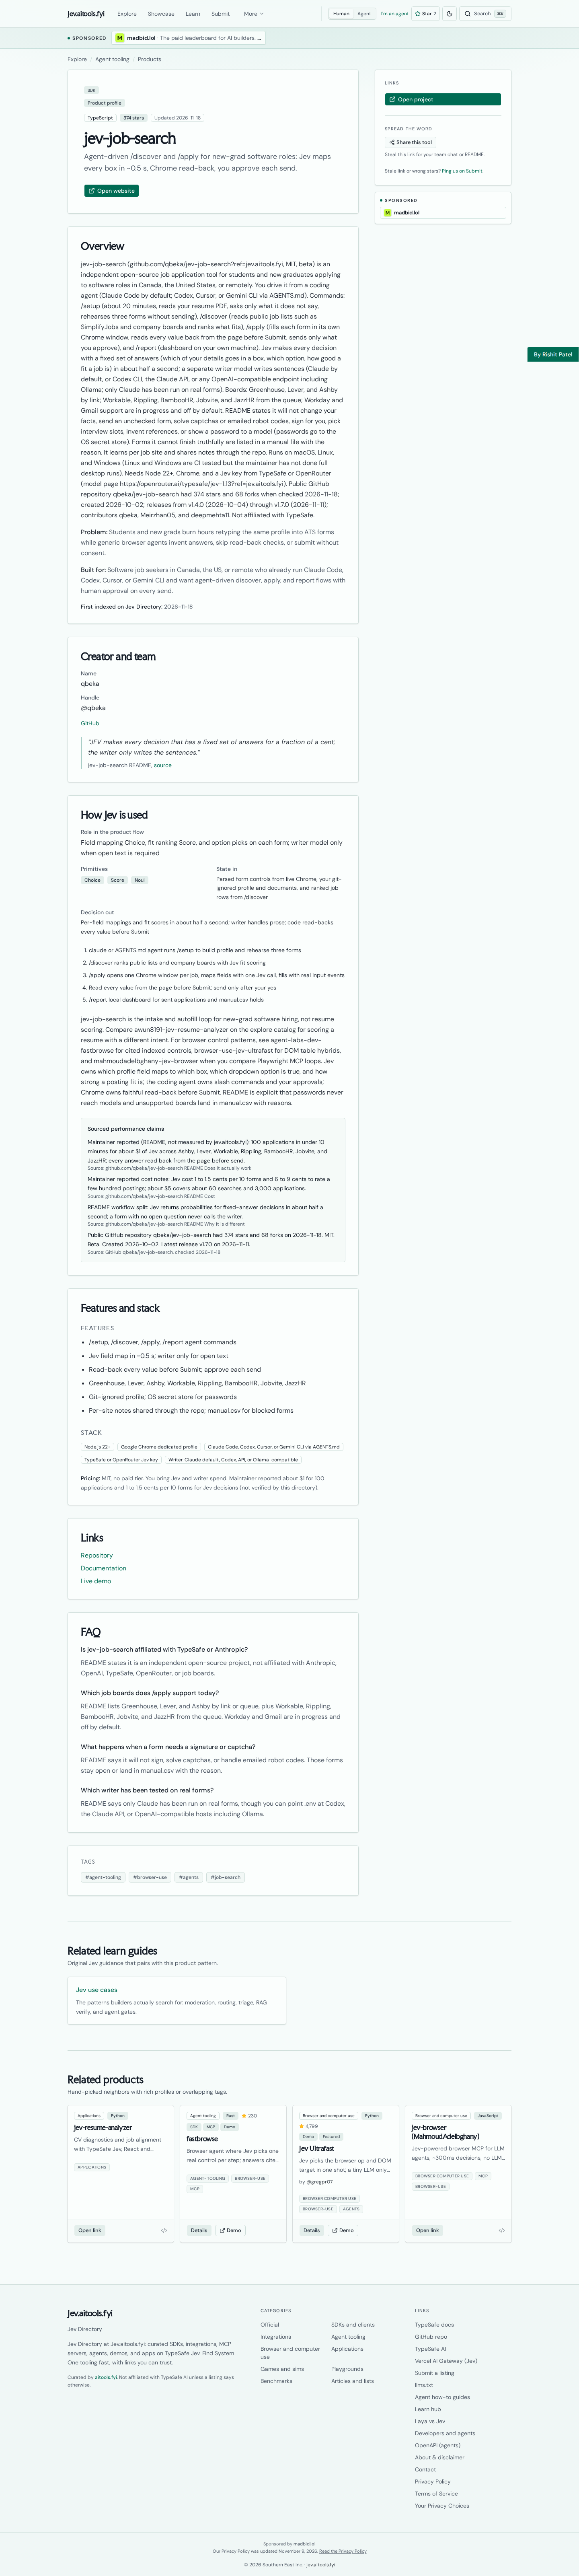 jev.aitools.fyi
Explore
Showcase
Learn
Submit
More
Human
Agent
I'm an agent
Star 2
Search
⌘K
SPONSORED
madbid.lol · The paid leaderboard for AI builders. ...
Explore / Agent tooling / Products
SDK
Product profile
TypeScript
374 stars
Updated 2026-11-18
jev-job-search
Agent-driven /discover and /apply for new-grad software roles: Jev maps
every box in ~0.5 s, Chrome read-back, you approve each send.
Open website
LINKS
Open project
SPREAD THE WORD
Share this tool
Steal this link for your team chat or README.
Stale link or wrong stars? Ping us on Submit
SPONSORED
madbid.lol
By Rishit Patel
Overview
jev-job-search (github.com/qbeka/jev-job-search?ref=jev.aitools.fyi, MIT, beta) is an
independent open-source job application tool for students and new graduates applying
to software roles in Canada, the United States, or remotely. You drive it from a coding
agent (Claude Code by default; Codex, Cursor, or Gemini CLI via AGENTS.md). Commands:
/setup (about 20 minutes, reads your resume PDF, asks only what it does not say,
rehearses three forms without sending), /discover (reads public job lists such as
SimplifyJobs and company boards and ranks what fits), /apply (fills each form in its own
Chrome window, reads every value back from the page before Submit, sends only what
you approve), and /report (dashboard on your own machine). Jev makes every decision
with a fixed set of answers (which of your details goes in a box, which option, how good a
fit a job is) in about half a second; a separate writer model writes sentences (Claude by
default, or Codex CLI, the Claude API, or any OpenAI-compatible endpoint including
Ollama; only Claude has been run on real forms). Boards: Greenhouse, Lever, and Ashby
by link; Workable, Rippling, BambooHR, Jobvite, and JazzHR from the queue; Workday and
Gmail support are in progress and off by default. README states it will not change your
facts, send an unchecked form, solve captchas or emailed robot codes, sign for you, pick
interview slots, invent references, or show a password to a model (passwords go to the
OS secret store). Forms it cannot finish truthfully are listed in a manual file with the
reason. It learns per job site and shares notes through the repo. Runs on macOS, Linux,
and Windows (Linux and Windows are CI tested but the maintainer has not done full
desktop runs). Needs Node 22+, Chrome, and a Jev key from TypeSafe or OpenRouter
(model page https://openrouter.ai/typesafe/jev-1.13?ref=jev.aitools.fyi). Public GitHub
repository qbeka/jev-job-search had 374 stars and 68 forks when checked 2026-11-18;
created 2026-10-02; releases from v1.4.0 (2026-10-04) through v1.7.0 (2026-11-11);
contributors qbeka, Meirzhan05, and deepmehta11. Not affiliated with TypeSafe.
Problem: Students and new grads burn hours retyping the same profile into ATS forms
while generic browser agents invent answers, skip read-back checks, or submit without
consent.
Built for: Software job seekers in Canada, the US, or remote who already run Claude Code,
Codex, Cursor, or Gemini CLI and want agent-driven discover, apply, and report flows with
human approval on every send.
First indexed on Jev Directory: 2026-11-18
Creator and team
Name
qbeka
Handle
@qbeka
GitHub
“JEV makes every decision that has a fixed set of answers for a fraction of a cent;
the writer only writes the sentences.”
jev-job-search README, source
How Jev is used
Role in the product flow
Field mapping Choice, fit ranking Score, and option picks on each form; writer model only
when open text is required
Primitives
Choice
Score
Noul
State in
Parsed form controls from live Chrome, your git-
ignored profile and documents, and ranked job
rows from /discover
Decision out
Per-field mappings and fit scores in about half a second; writer handles prose; code read-backs
every value before Submit
1. claude or AGENTS.md agent runs /setup to build profile and rehearse three forms
2. /discover ranks public lists and company boards with Jev fit scoring
3. /apply opens one Chrome window per job, maps fields with one Jev call, fills with real input events
4. Read every value from the page before Submit; send only after your yes
5. /report local dashboard for sent applications and manual.csv holds
jev-job-search is the intake and autofill loop for new-grad software hiring, not resume
scoring. Compare awun8191-jev-resume-analyzer on the explore catalog for scoring a
resume with a different intent. For browser control patterns, see agent-labs-dev-
fastbrowse for cited indexed controls, browser-use-jev-ultrafast for DOM table hybrids,
and mahmoudadelbghany-jev-browser when you compare Playwright MCP loops. Jev
owns which profile field maps to which box, which dropdown option is true, and how
strong a posting fit is; the coding agent owns slash commands and your approvals;
Chrome owns faithful read-back before Submit. README is explicit that passwords never
reach models and unsupported boards land in manual.csv with reasons.
Sourced performance claims
Maintainer reported (README, not measured by jev.aitools.fyi): 100 applications in under 10
minutes for about $1 of Jev across Ashby, Lever, Workable, Rippling, BambooHR, Jobvite, and
JazzHR; every answer read back from the page before send.
Source: github.com/qbeka/jev-job-search README Does it actually work
Maintainer reported cost notes: Jev cost 1 to 1.5 cents per 10 forms and 6 to 9 cents to rate a
few hundred postings; about $5 covers about 60 searches and 3,000 applications.
Source: github.com/qbeka/jev-job-search README Cost
README workflow split: Jev returns probabilities for fixed-answer decisions in about half a
second; a form with no open question never calls the writer.
Source: github.com/qbeka/jev-job-search README Why it is different
Public GitHub repository qbeka/jev-job-search had 374 stars and 68 forks on 2026-11-18. MIT.
Beta. Created 2026-10-02. Latest release v1.7.0 on 2026-11-11.
Source: GitHub qbeka/jev-job-search, checked 2026-11-18
Features and stack
FEATURES
• /setup, /discover, /apply, /report agent commands
• Jev field map in ~0.5 s; writer only for open text
• Read-back every value before Submit; approve each send
• Greenhouse, Lever, Ashby, Workable, Rippling, BambooHR, Jobvite, JazzHR
• Git-ignored profile; OS secret store for passwords
• Per-site notes shared through the repo; manual.csv for blocked forms
STACK
Node.js 22+
Google Chrome dedicated profile
Claude Code, Codex, Cursor, or Gemini CLI via AGENTS.md
TypeSafe or OpenRouter Jev key
Writer: Claude default; Codex, API, or Ollama-compatible
Pricing: MIT, no paid tier. You bring Jev and writer spend. Maintainer reported about $1 for 100
applications and 1 to 1.5 cents per 10 forms for Jev decisions (not verified by this directory).
Links
Repository
Documentation
Live demo
FAQ
Is jev-job-search affiliated with TypeSafe or Anthropic?
README states it is an independent open-source project, not affiliated with Anthropic,
OpenAI, TypeSafe, OpenRouter, or job boards.
Which job boards does /apply support today?
README lists Greenhouse, Lever, and Ashby by link or queue, plus Workable, Rippling,
BambooHR, Jobvite, and JazzHR from the queue. Workday and Gmail are in progress and
off by default.
What happens when a form needs a signature or captcha?
README says it will not sign, solve captchas, or handle emailed robot codes. Those forms
stay open or land in manual.csv with the reason.
Which writer has been tested on real forms?
README says only Claude has been run on real forms, though you can point .env at Codex,
the Claude API, or OpenAI-compatible hosts including Ollama.
TAGS
#agent-tooling
#browser-use
#agents
#job-search
Related learn guides
Original Jev guidance that pairs with this product pattern.
Jev use cases
The patterns builders actually search for: moderation, routing, triage, RAG
verify, and agent gates.
Related products
Hand-picked neighbors with rich profiles or overlapping tags.
Applications
Python
jev-resume-analyzer
CV diagnostics and job alignment
with TypeSafe Jev, React and...
APPLICATIONS
Open link
Agent tooling
Rust
230
SDK
MCP
Demo
fastbrowse
Browser agent where Jev picks one
real control per step; answers cite...
AGENT-TOOLING
BROWSER-USE
MCP
Details
Demo
Browser and computer use
Python
4,799
Demo
Featured
Jev Ultrafast
Jev picks the browser op and DOM
target in one shot; a tiny LLM only...
by @gregpr07
BROWSER COMPUTER USE
BROWSER-USE
AGENTS
Details
Demo
Browser and computer use
JavaScript
jev-browser
(MahmoudAdelbghany)
Jev-powered browser MCP for LLM
agents, ~300ms decisions, no LLM...
BROWSER COMPUTER USE
MCP
BROWSER-USE
Open link
Jev.aitools.fyi
Jev Directory
Jev Directory at Jev.aitools.fyi: curated SDKs, integrations, MCP
servers, agents, demos, and apps on TypeSafe Jev. Find System
One tooling fast, with links you can trust.
Curated by aitools.fyi. Not affiliated with TypeSafe AI unless a listing says
otherwise.
CATEGORIES
Official
SDKs and clients
Integrations
Agent tooling
Browser and computer
use
Applications
Games and sims
Playgrounds
Benchmarks
Articles and lists
LINKS
TypeSafe docs
GitHub repo
TypeSafe AI
Vercel AI Gateway (Jev)
Submit a listing
llms.txt
Agent how-to guides
Learn hub
Laya vs Jev
Developers and agents
OpenAPI (agents)
About & disclaimer
Contact
Privacy Policy
Terms of Service
Your Privacy Choices
Sponsored by madbid.lol
Our Privacy Policy was updated November 9, 2026. Read the Privacy Policy
© 2026 Southern East Inc. · jev.aitools.fyi